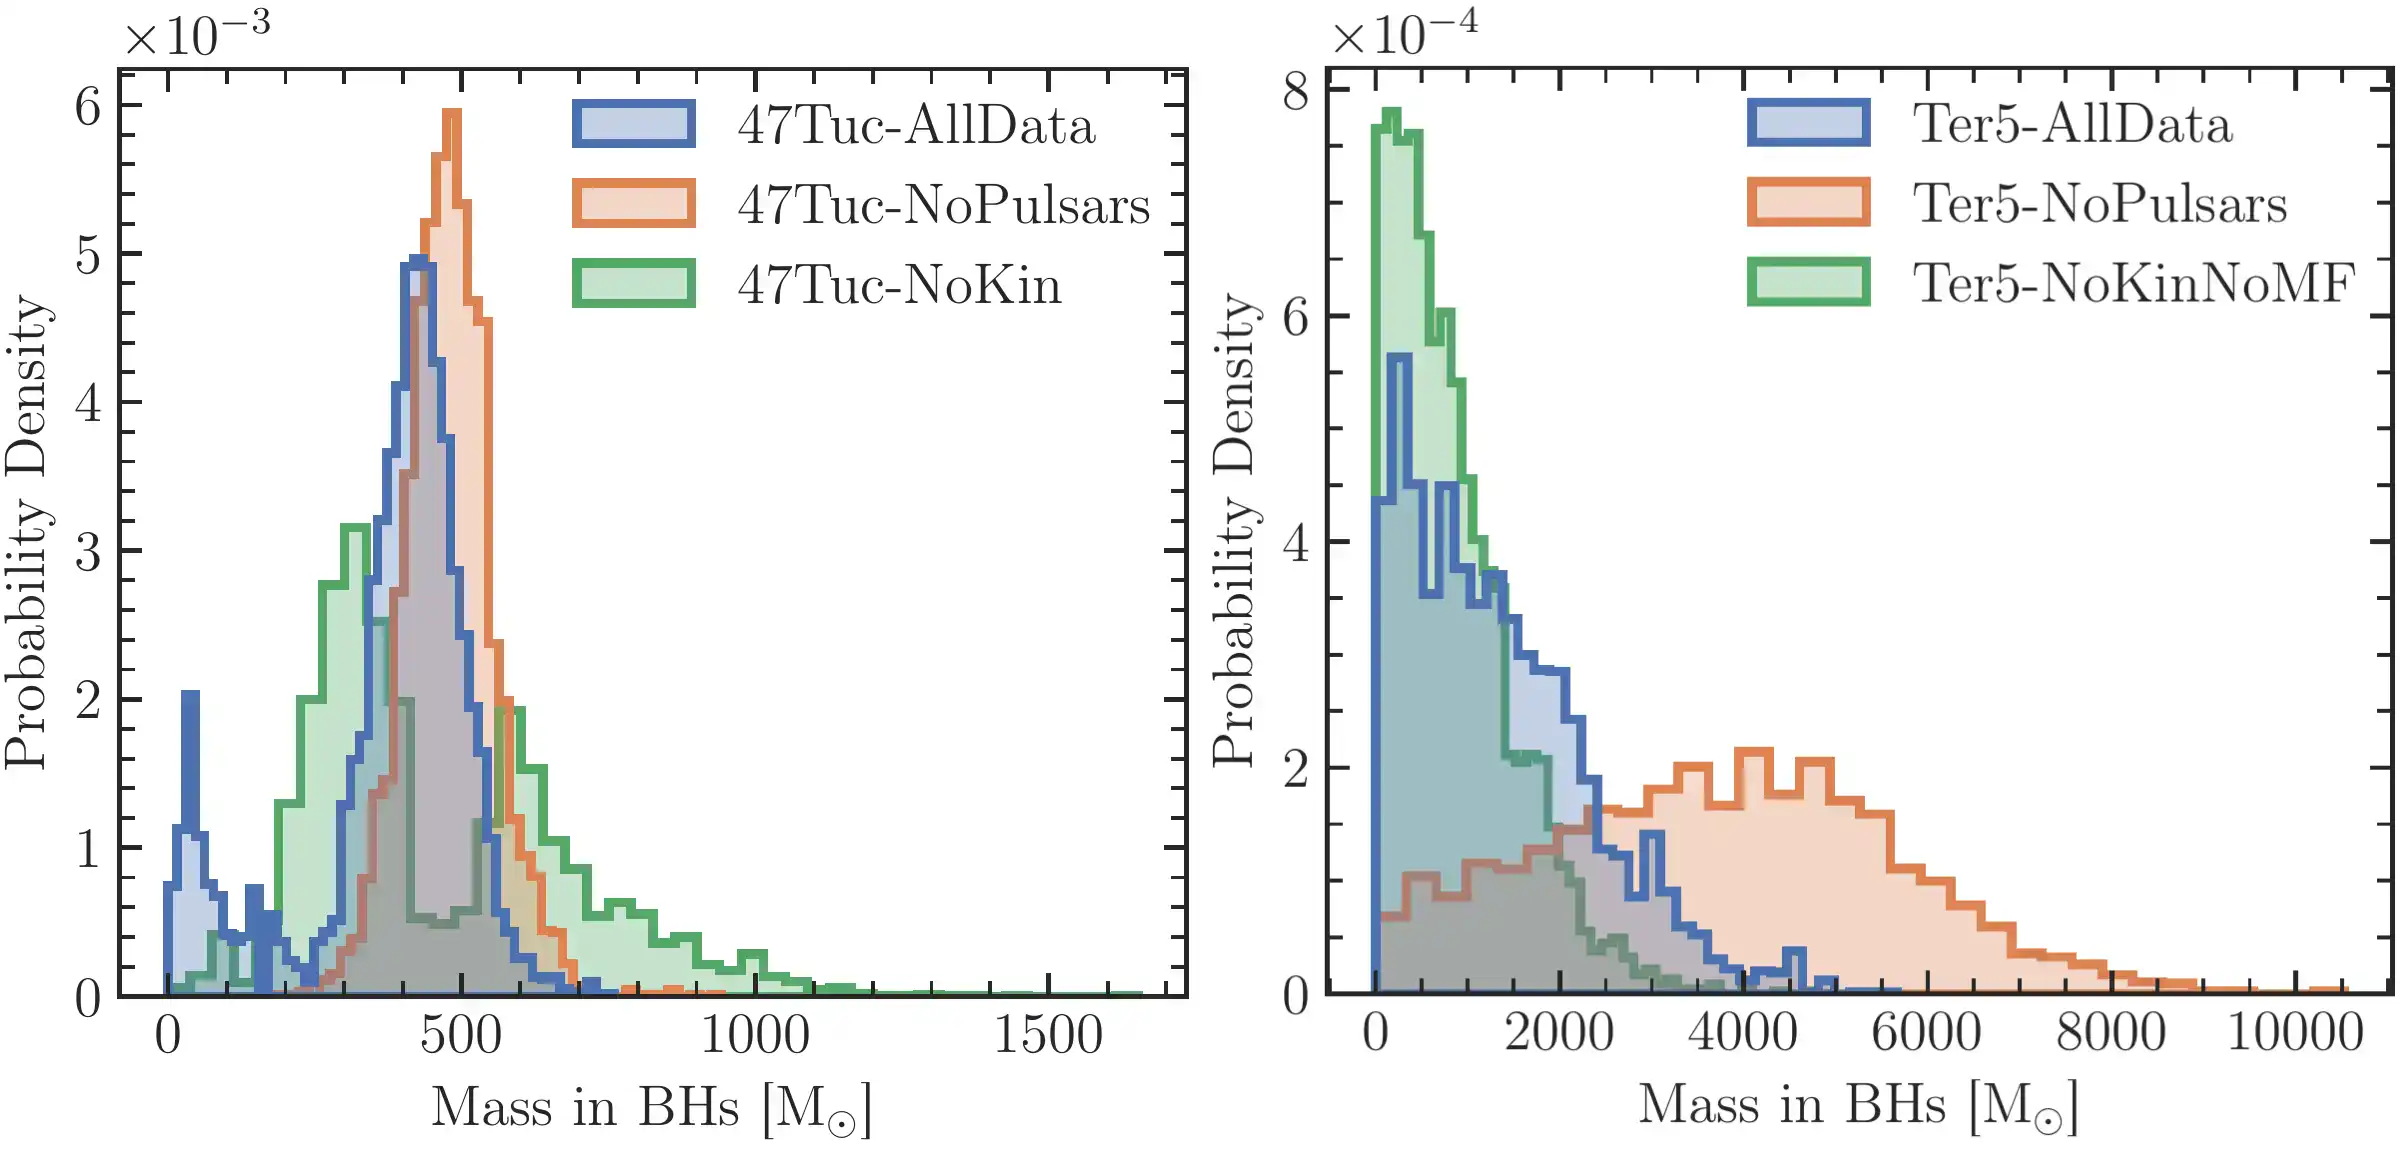 ×10⁻³
6
5
4
3
2
1
0
Probability Density
47Tuc-AllData
47Tuc-NoPulsars
47Tuc-NoKin
0 500 1000 1500
Mass in BHs [M⊙]
×10⁻⁴
8
6
4
2
0
Probability Density
Ter5-AllData
Ter5-NoPulsars
Ter5-NoKinNoMF
0 2000 4000 6000 8000 10000
Mass in BHs [M⊙]